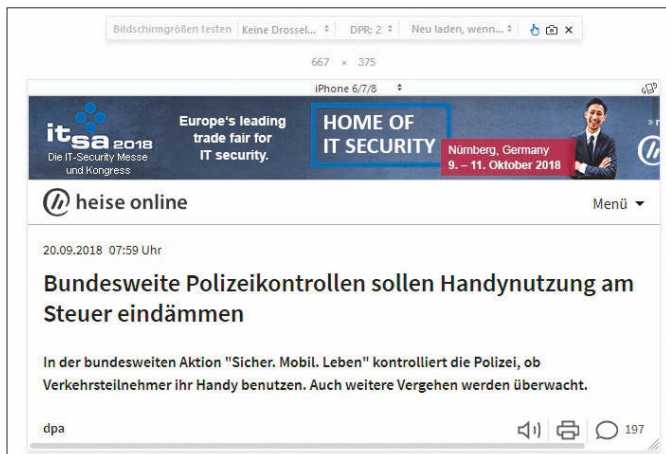 Bildschirmgrößen testen Keine Drossel... DPR: 2 Neu laden, wenn...
667 × 375
iPhone 6/7/8
itsa 2018
Die IT-Security Messe
und Kongress
Europe's leading
trade fair for
IT security.
HOME OF
IT SECURITY
Nürnberg, Germany
9. – 11. Oktober 2018
heise online Menü
20.09.2018 07:59 Uhr
Bundesweite Polizeikontrollen sollen Handynutzung am
Steuer eindämmen
In der bundesweiten Aktion "Sicher. Mobil. Leben" kontrolliert die Polizei, ob
Verkehrsteilnehmer ihr Handy benutzen. Auch weitere Vergehen werden überwacht.
dpa 197